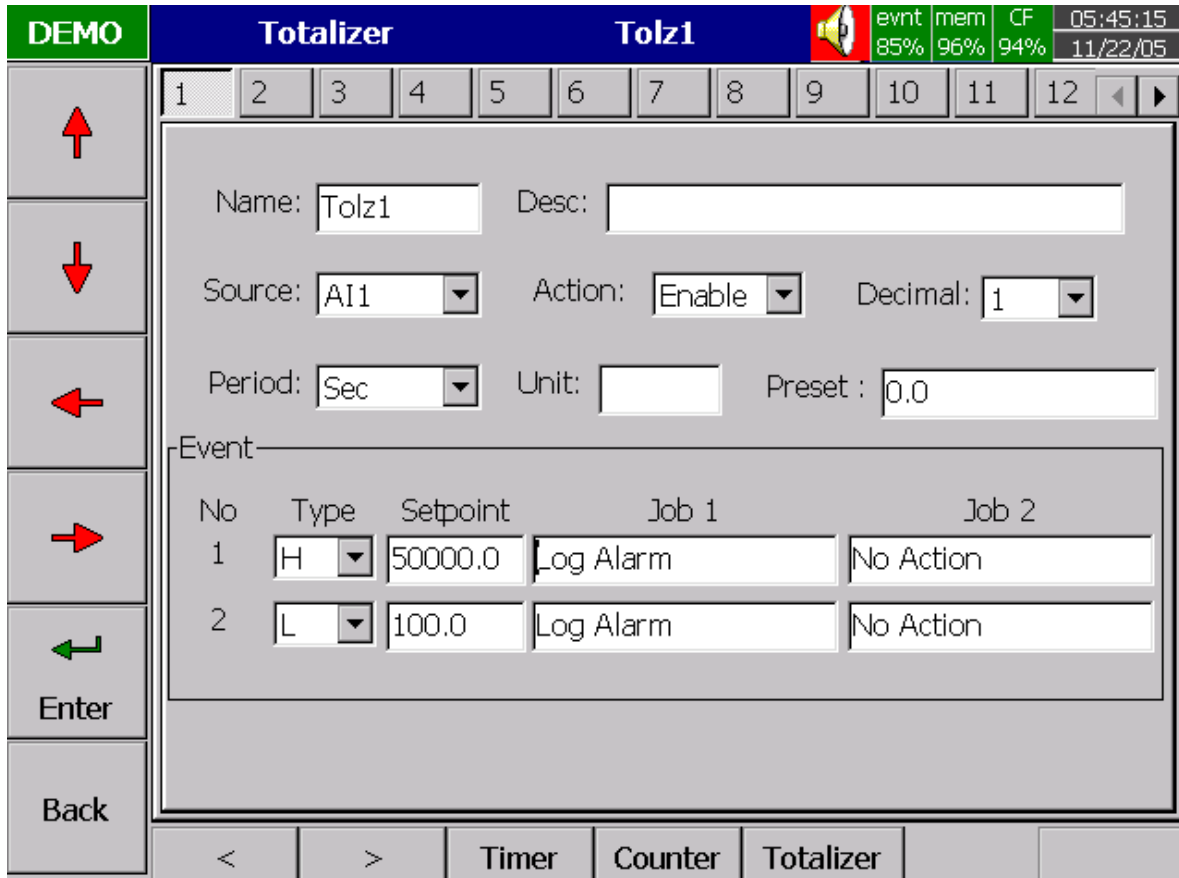 DEMO Totalizer Tolz1 evnt mem CF 05:45:15
85% 96% 94% 11/22/05
1 2 3 4 5 6 7 8 9 10 11 12
Name: Tolz1 Desc:
Source: AI1 Action: Enable Decimal: 1
Period: Sec Unit: Preset : 0.0
Event
No Type Setpoint Job 1 Job 2
1 H 50000.0 Log Alarm No Action
2 L 100.0 Log Alarm No Action
Enter
Back
< > Timer Counter Totalizer